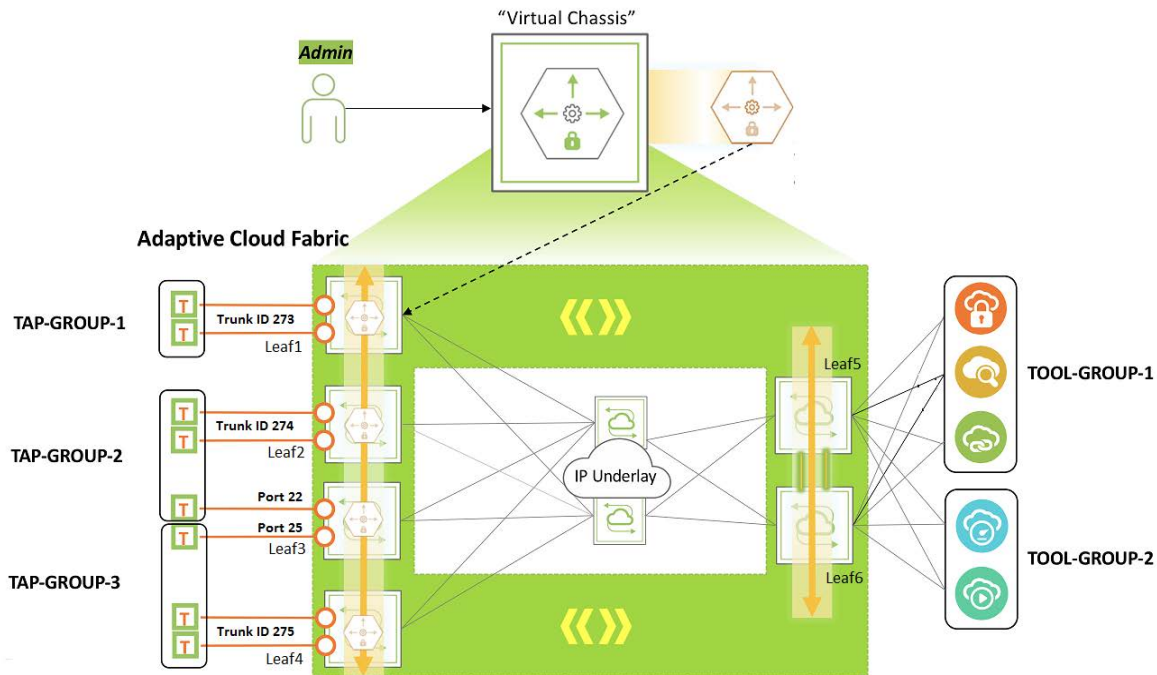 “Virtual Chassis”
Admin
Adaptive Cloud Fabric
TAP-GROUP-1
T
T
Trunk ID 273
Leaf1
TAP-GROUP-2
T
T
Trunk ID 274
Leaf2
T
Port 22
TAP-GROUP-3
T
Port 25
Leaf3
T
T
Trunk ID 275
Leaf4
IP Underlay
Leaf5
Leaf6
TOOL-GROUP-1
TOOL-GROUP-2